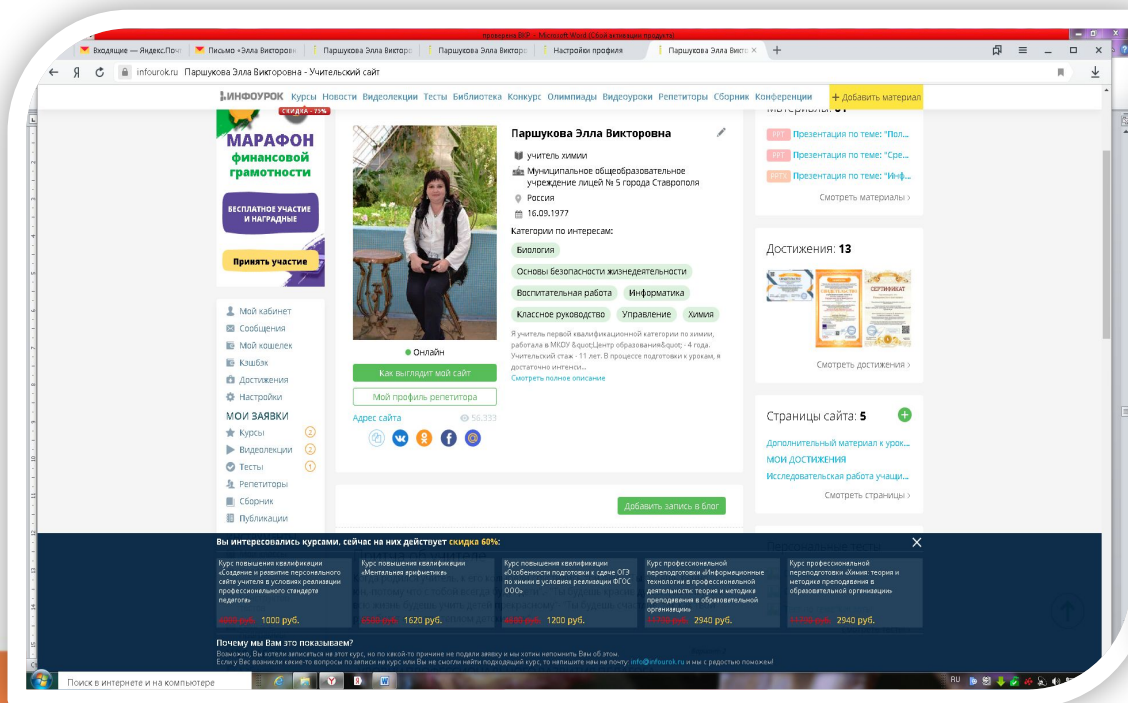 проверена ВКР - Microsoft Word (Сбой активации продукта)
Входящие — Яндекс.Почт
Письмо «Элла Викторовн
Паршукова Элла Викторо
Паршукова Элла Викторо
Настройки профиля
Паршукова Элла Викто
infourok.ru Паршукова Элла Викторовна - Учительский сайт
ИНФОУРОК Курсы Новости Видеолекции Тесты Библиотека Конкурс Олимпиады Видеоуроки Репетиторы Сборник Конференции
+ Добавить материал
СКИДКА - 75%
МАРАФОН
финансовой
грамотности
БЕСПЛАТНОЕ УЧАСТИЕ
И НАГРАДНЫЕ
Принять участие
Мой кабинет
Сообщения
Мой кошелек
Кэшбэк
Достижения
Настройки
МОИ ЗАЯВКИ
Курсы 2
Видеолекции 2
Тесты 1
Репетиторы
Сборник
Публикации
Онлайн
Как выглядит мой сайт
Мой профиль репетитора
Адрес сайта 56.333
Паршукова Элла Викторовна
учитель химии
Муниципальное общеобразовательное
учреждение лицей № 5 города Ставрополя
Россия
16.09.1977
Категории по интересам:
Биология
Основы безопасности жизнедеятельности
Воспитательная работа Информатика
Классное руководство Управление Химия
Я учитель первой квалификационной категории по химии,
работала в МКОУ &quot;Центр образования&quot; - 4 года.
Учительский стаж - 11 лет. В процессе подготовки к урокам, я
достаточно интенси...
Смотреть полное описание
Добавить запись в блог
PPT Презентация по теме: "Пол...
PPT Презентация по теме: "Сре...
PPTX Презентация по теме: "Инф...
Смотреть материалы >
Достижения: 13
СЕРТИФИКАТ
Смотреть достижения >
Страницы сайта: 5
Дополнительный материал к урок...
МОИ ДОСТИЖЕНИЯ
Исследовательская работа учащи...
Смотреть страницы >
Вы интересовались курсами, сейчас на них действует скидка 60%:
Курс повышения квалификации
«Создание и развитие персонального
сайта учителя в условиях реализации
профессионального стандарта
педагога»
1000 руб.
Курс повышения квалификации
«Ментальная арифметика»
1620 руб.
Курс повышения квалификации
«Особенности подготовки к сдаче ОГЭ
по химии в условиях реализации ФГОС
ООО»
1200 руб.
Курс профессиональной
переподготовки «Информационные
технологии в профессиональной
деятельности: теория и методика
преподавания в образовательной
организации»
2940 руб.
Курс профессиональной
переподготовки «Химия: теория и
методика преподавания в
образовательной организации»
2940 руб.
Почему мы Вам это показываем?
Возможно, Вы хотели записаться на этот курс, но по какой-то причине не подали заявку и мы хотим напомнить Вам об этом.
Если у Вас возникли какие-то вопросы по записи на курс или Вы не смогли найти подходящий курс, то напишите нам на почту: info@infourok.ru и мы с радостью поможем!
Поиск в интернете и на компьютере
RU